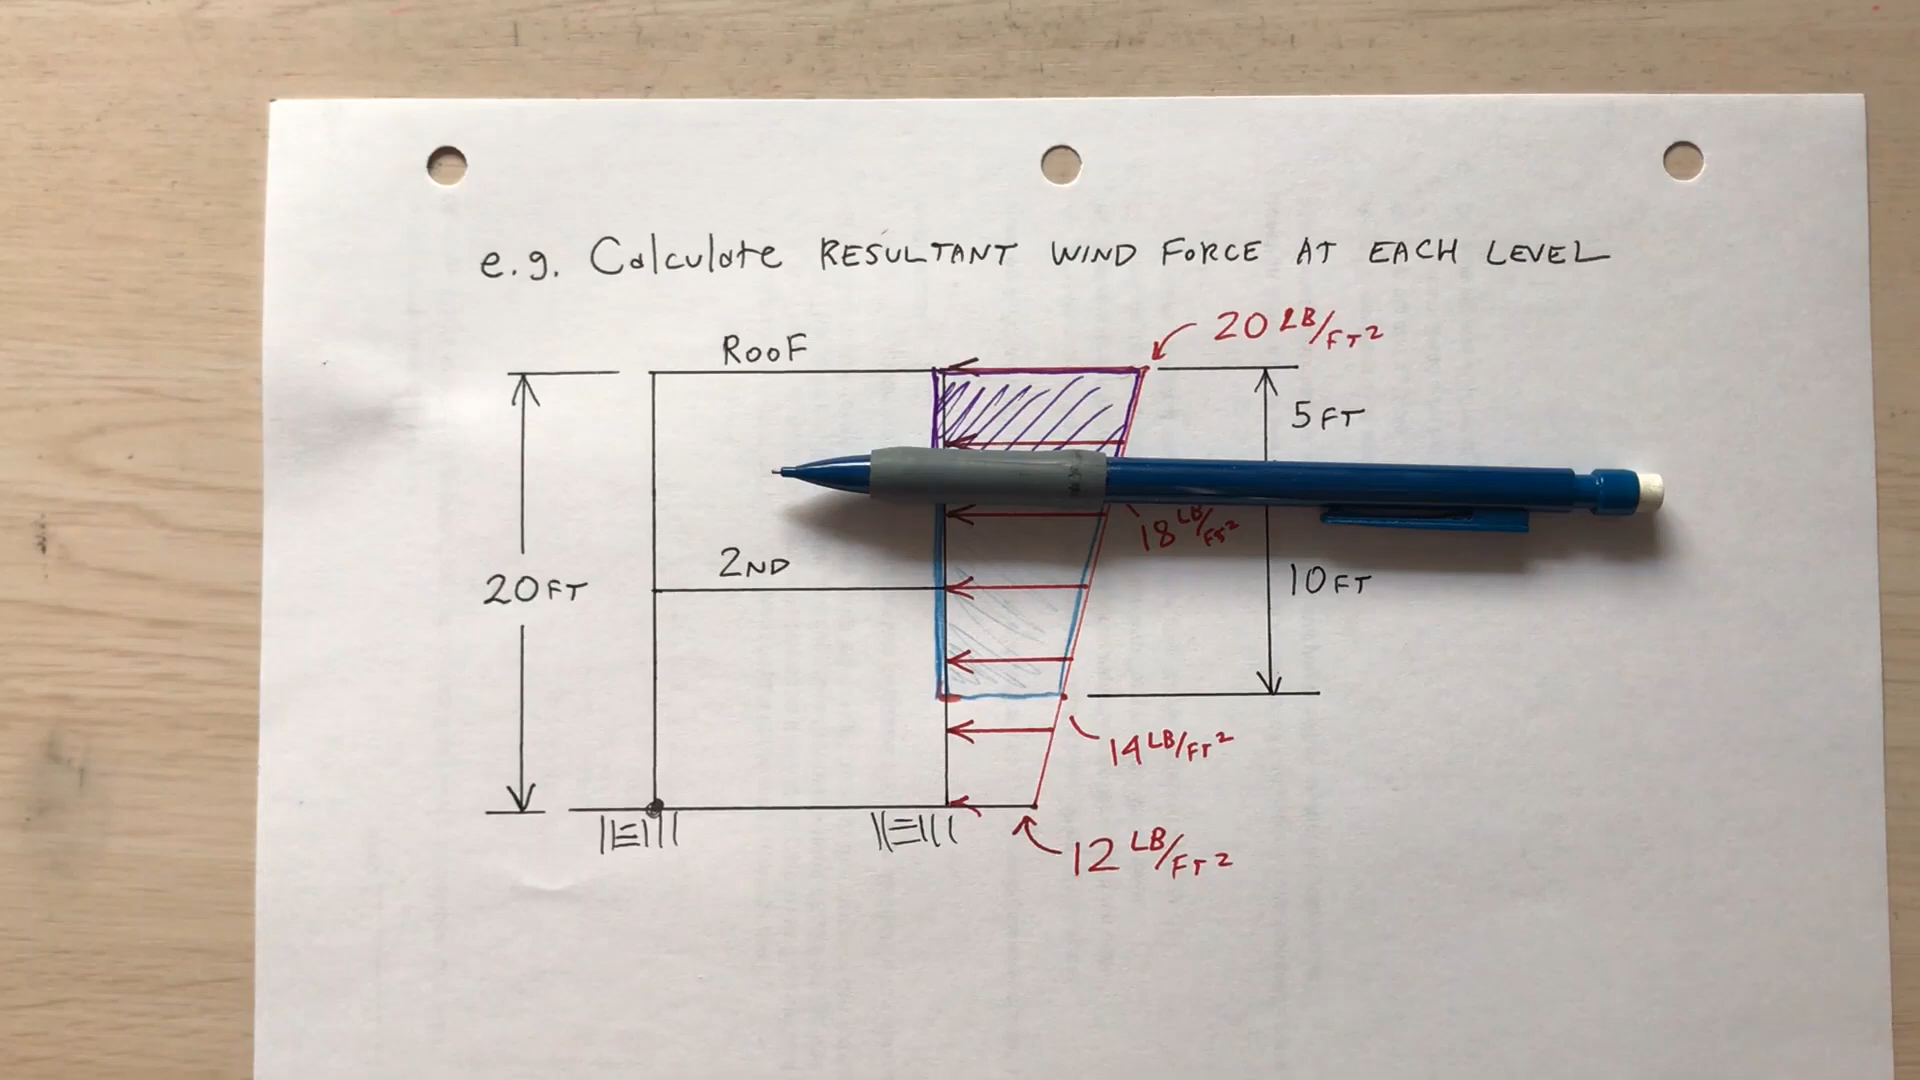 e.g. Calculate RESULTANT WIND FORCE AT EACH LEVEL
20 LB/FT²
ROOF
5 FT
18 LB/FT²
2ND
20 FT
10 FT
14 LB/FT²
12 LB/FT²